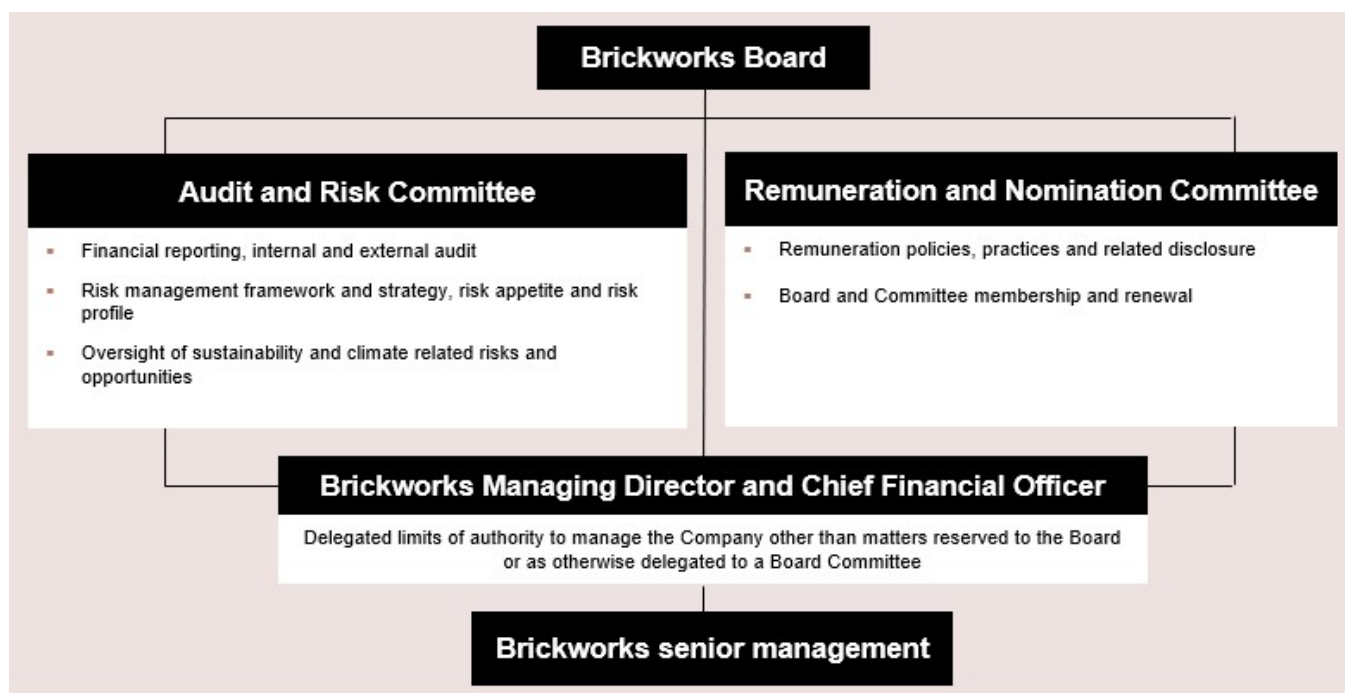 Brickworks Board
Audit and Risk Committee
Financial reporting, internal and external audit
Risk management framework and strategy, risk appetite and risk
profile
Oversight of sustainability and climate related risks and
opportunities
Remuneration and Nomination Committee
Remuneration policies, practices and related disclosure
Board and Committee membership and renewal
Brickworks Managing Director and Chief Financial Officer
Delegated limits of authority to manage the Company other than matters reserved to the Board
or as otherwise delegated to a Board Committee
Brickworks senior management